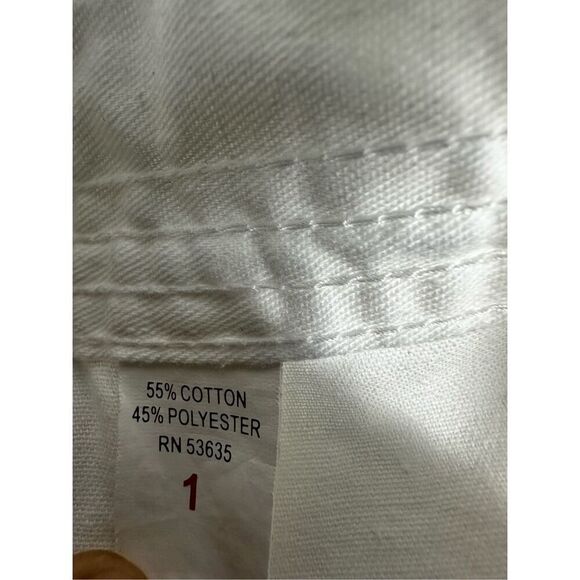 55% COTTON
45% POLYESTER
RN 53635
1